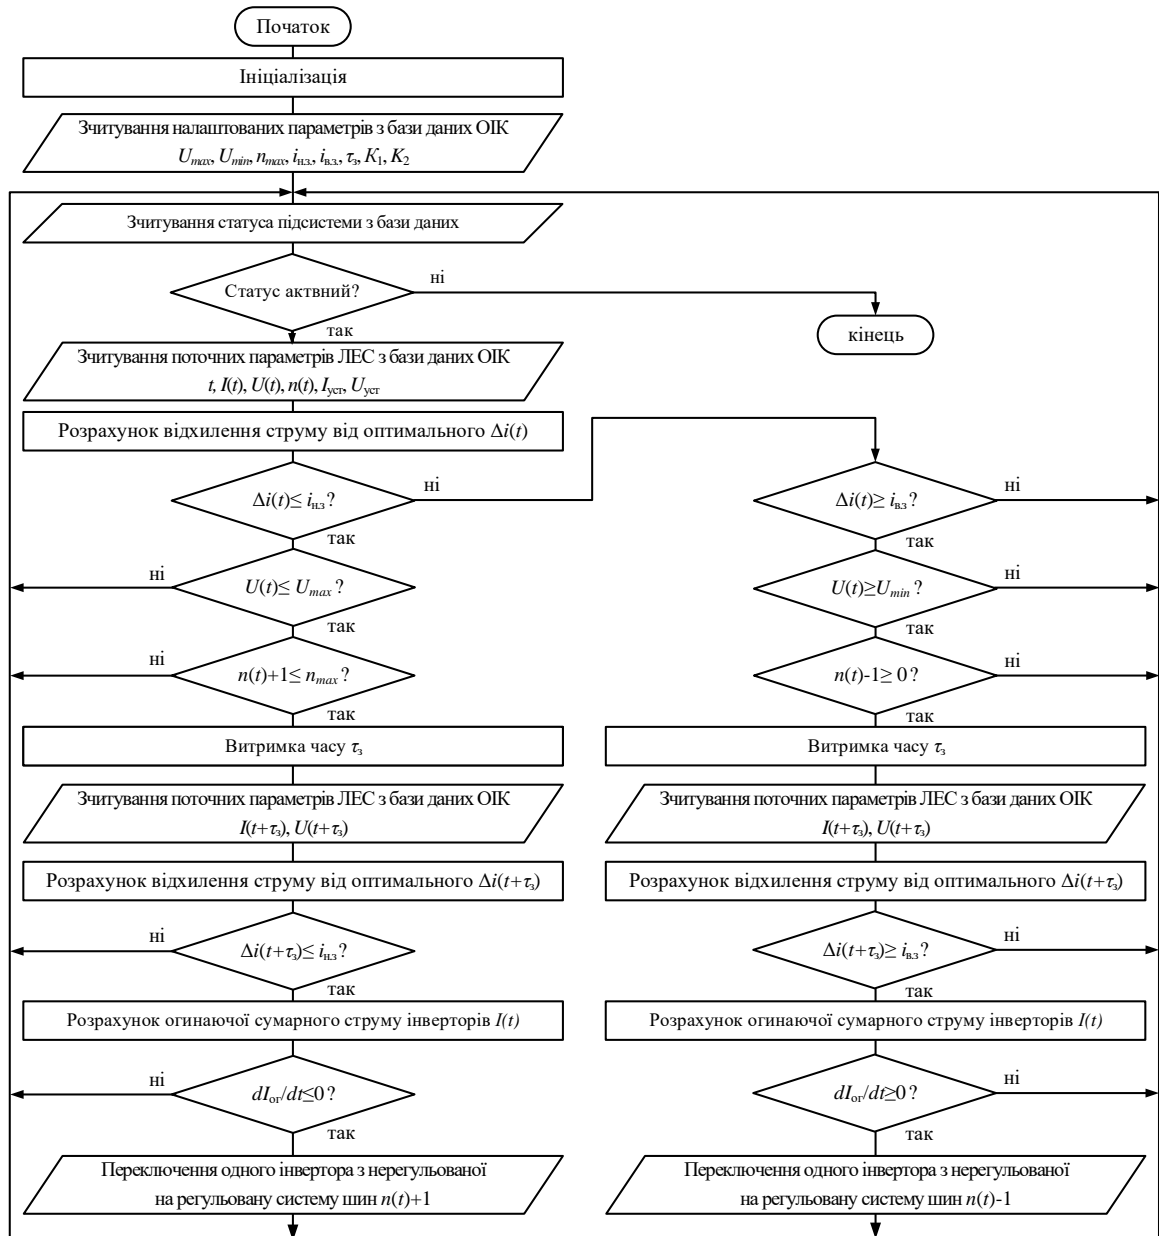 Початок
Ініціалізація
Зчитування налаштованих параметрів з бази даних ОІК
Umax, Umin, nmax, iн.з., iв.з., τз, K1, K2
Зчитування статуса підсистеми з бази даних
Статус актвний?
ні
так
кінець
Зчитування поточних параметрів ЛЕС з бази даних ОІК
t, I(t), U(t), n(t), Iуст, Uуст
Розрахунок відхилення струму від оптимального Δi(t)
Δi(t)≤ iн.з ?
ні
так
U(t)≤ Umax ?
ні
так
n(t)+1≤ nmax ?
ні
так
Витримка часу τз
Зчитування поточних параметрів ЛЕС з бази даних ОІК
I(t+τз), U(t+τз)
Розрахунок відхилення струму від оптимального Δi(t+τз)
Δi(t+τз)≤ iн.з ?
ні
так
Розрахунок огинаючої сумарного струму інверторів I(t)
dIог/dt≤0 ?
ні
так
Переключення одного інвертора з нерегульованої
на регульовану систему шин n(t)+1
Δi(t)≥ iв.з ?
ні
так
U(t)≥Umin ?
ні
так
n(t)-1≥ 0 ?
ні
так
Витримка часу τз
Зчитування поточних параметрів ЛЕС з бази даних ОІК
I(t+τз), U(t+τз)
Розрахунок відхилення струму від оптимального Δi(t+τз)
Δi(t+τз)≥ iв.з ?
ні
так
Розрахунок огинаючої сумарного струму інверторів I(t)
dIог/dt≥0 ?
ні
так
Переключення одного інвертора з нерегульованої
на регульовану систему шин n(t)-1